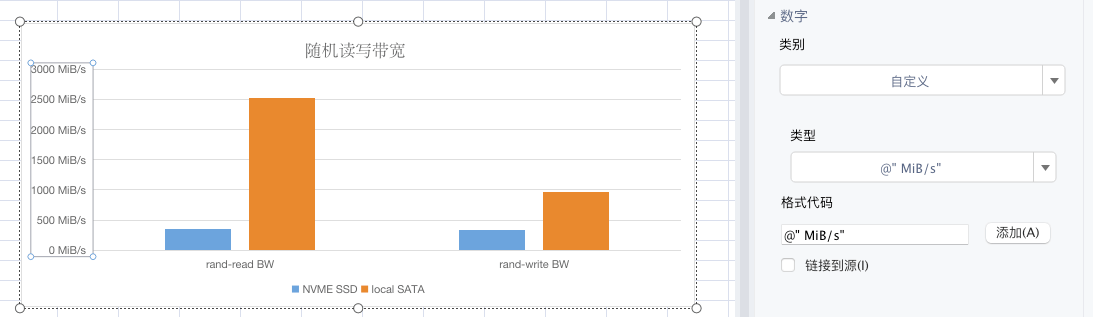 随机读写带宽
3000 MiB/s
2500 MiB/s
2000 MiB/s
1500 MiB/s
1000 MiB/s
500 MiB/s
0 MiB/s
rand-read BW
rand-write BW
NVME SSD
local SATA
数字
类别
自定义
类型
@" MiB/s"
格式代码
@" MiB/s"
添加(A)
链接到源(I)